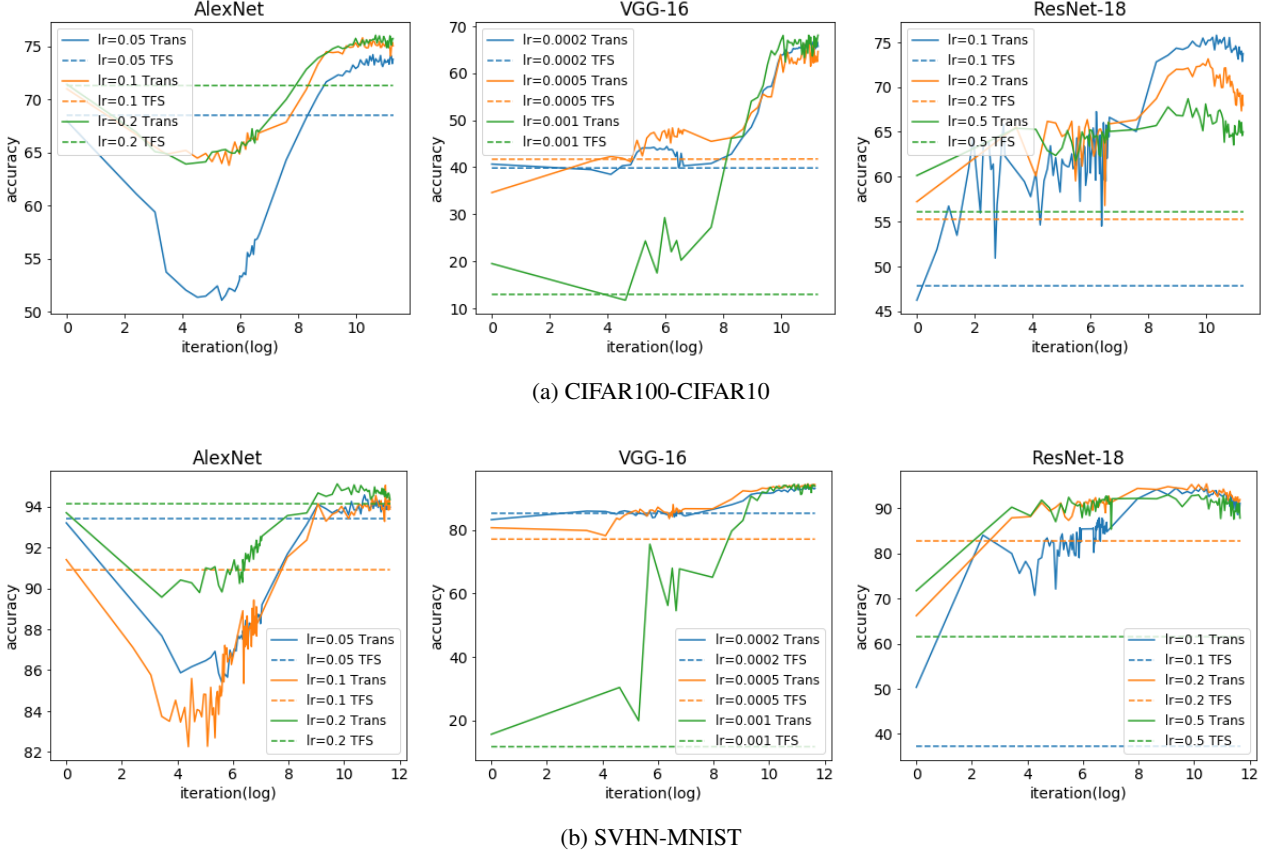 AlexNet
75
70
65
60
55
50
accuracy
lr=0.05 Trans
lr=0.05 TFS
lr=0.1 Trans
lr=0.1 TFS
lr=0.2 Trans
lr=0.2 TFS
0 2 4 6 8 10
iteration(log)
VGG-16
70
60
50
40
30
20
10
accuracy
lr=0.0002 Trans
lr=0.0002 TFS
lr=0.0005 Trans
lr=0.0005 TFS
lr=0.001 Trans
lr=0.001 TFS
0 2 4 6 8 10
iteration(log)
ResNet-18
75
70
65
60
55
50
45
accuracy
lr=0.1 Trans
lr=0.1 TFS
lr=0.2 Trans
lr=0.2 TFS
lr=0.5 Trans
lr=0.5 TFS
0 2 4 6 8 10
iteration(log)
(a) CIFAR100-CIFAR10
AlexNet
94
92
90
88
86
84
82
accuracy
lr=0.05 Trans
lr=0.05 TFS
lr=0.1 Trans
lr=0.1 TFS
lr=0.2 Trans
lr=0.2 TFS
0 2 4 6 8 10 12
iteration(log)
VGG-16
80
60
40
20
accuracy
lr=0.0002 Trans
lr=0.0002 TFS
lr=0.0005 Trans
lr=0.0005 TFS
lr=0.001 Trans
lr=0.001 TFS
0 2 4 6 8 10 12
iteration(log)
ResNet-18
90
80
70
60
50
40
accuracy
lr=0.1 Trans
lr=0.1 TFS
lr=0.2 Trans
lr=0.2 TFS
lr=0.5 Trans
lr=0.5 TFS
0 2 4 6 8 10 12
iteration(log)
(b) SVHN-MNIST